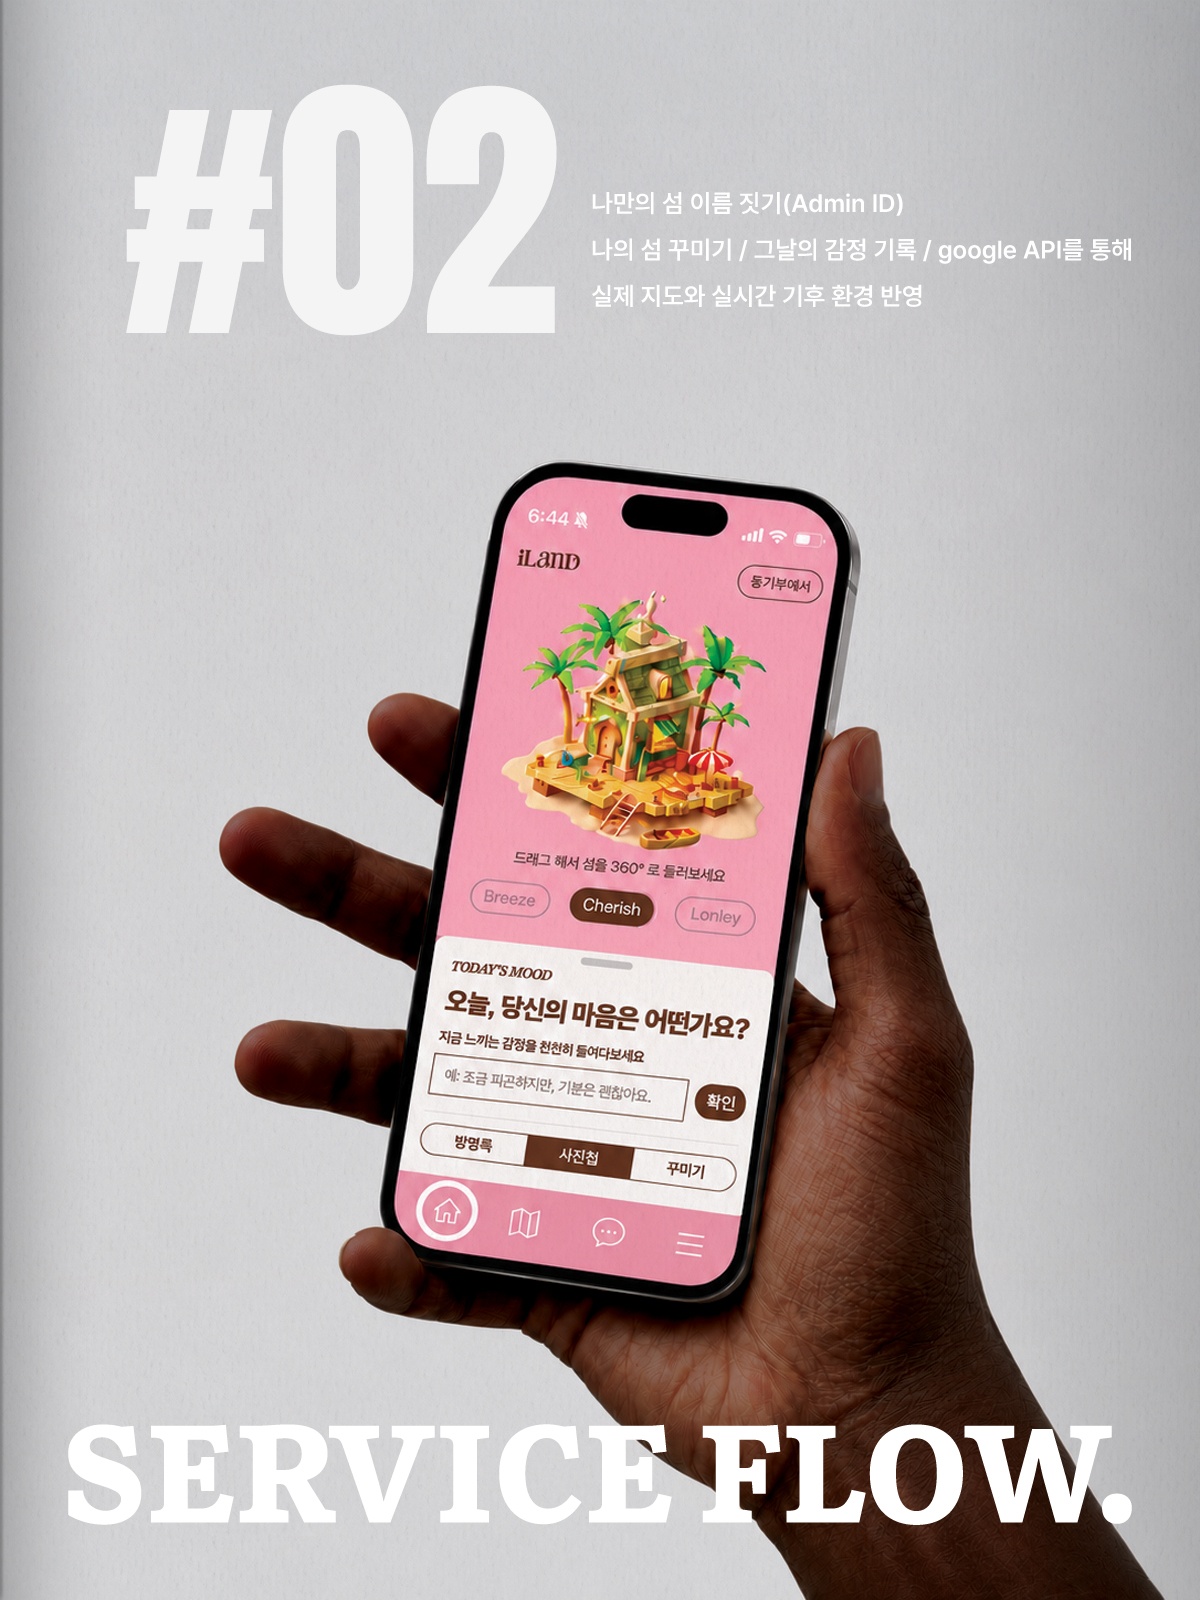 #02
나만의 섬 이름 짓기(Admin ID)
나의 섬 꾸미기 / 그날의 감정 기록 / google API를 통해
실제 지도와 실시간 기후 환경 반영
6:44
iLAND
동기부에서
드래그 해서 섬을 360° 로 들러보세요
Breeze
Cherish
Lonley
TODAY'S MOOD
오늘, 당신의 마음은 어떤가요?
지금 느끼는 감정을 천천히 들여다보세요
예: 조금 피곤하지만, 기분은 괜찮아요.
확인
방명륵
사진첩
꾸미기
SERVICE FLOW.